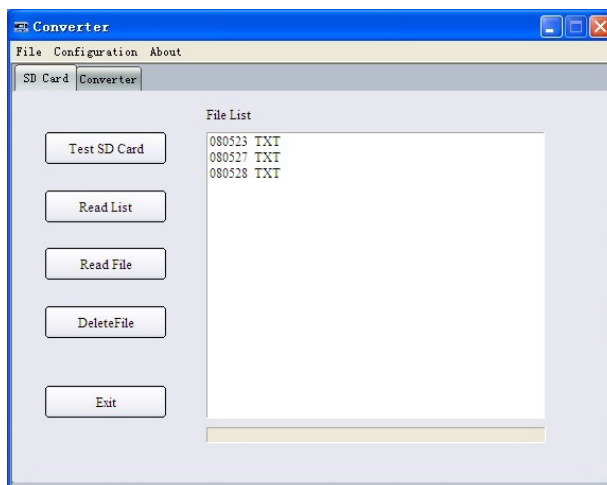 Converter
File Configuration About
SD Card Converter
File List
Test SD Card
080523 TXT
080527 TXT
080528 TXT
Read List
Read File
DeleteFile
Exit